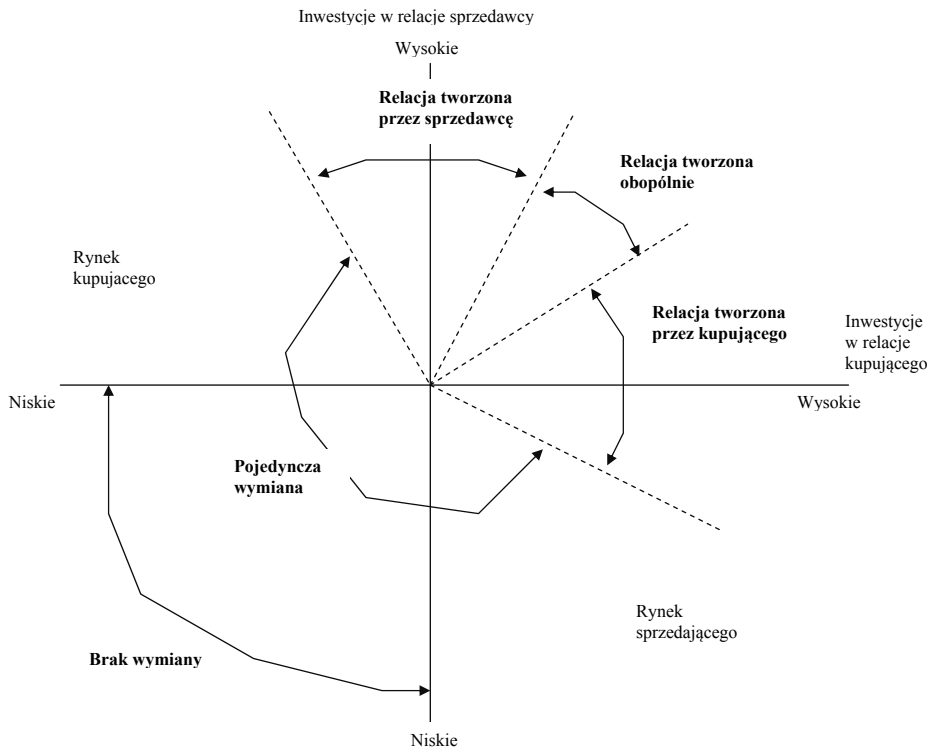 Inwestycje w relacje sprzedawcy
Wysokie
Relacja tworzona
przez sprzedawcę
Relacja tworzona
obopólnie
Rynek
kupujacego
Relacja tworzona
przez kupującego
Inwestycje
w relacje
kupującego
Niskie
Wysokie
Pojedyncza
wymiana
Rynek
sprzedającego
Brak wymiany
Niskie